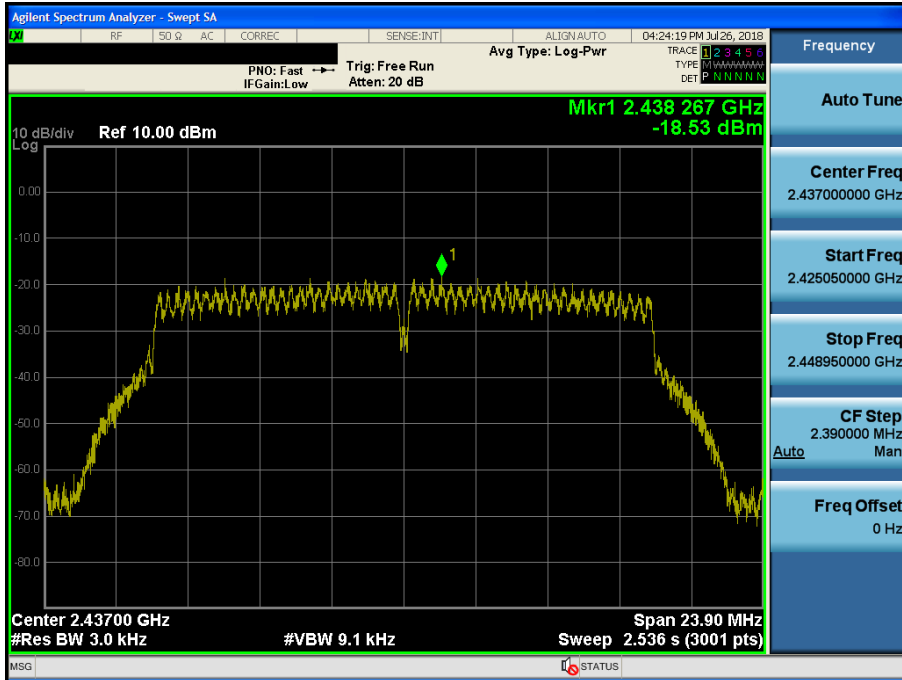 Agilent Spectrum Analyzer - Swept SA
LXI RF 50 Ω AC CORREC SENSE:INT ALIGNAUTO 04:24:19 PM Jul 26, 2018
Frequency
Avg Type: Log-Pwr TRACE 1 2 3 4 5 6
PNO: Fast Trig: Free Run TYPE M
IFGain:Low Atten: 20 dB DET P N N N N N
Auto Tune
Mkr1 2.438 267 GHz
10 dB/div Ref 10.00 dBm -18.53 dBm
Log
Center Freq
2.437000000 GHz
0.00
-10.0
1
Start Freq
2.425050000 GHz
-20.0
-30.0
Stop Freq
2.448950000 GHz
-40.0
-50.0
CF Step
2.390000 MHz
Auto Man
-60.0
-70.0
Freq Offset
0 Hz
-80.0
Center 2.43700 GHz Span 23.90 MHz
#Res BW 3.0 kHz #VBW 9.1 kHz Sweep 2.536 s (3001 pts)
MSG STATUS